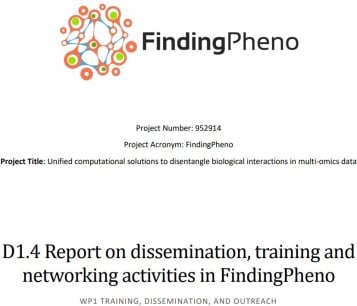 FindingPheno
Project Number: 952914
Project Acronym: FindingPheno
Project Title: Unified computational solutions to disentangle biological interactions in multi-omics data
D1.4 Report on dissemination, training and
networking activities in FindingPheno
WP1 TRAINING, DISSEMINATION, AND OUTREACH